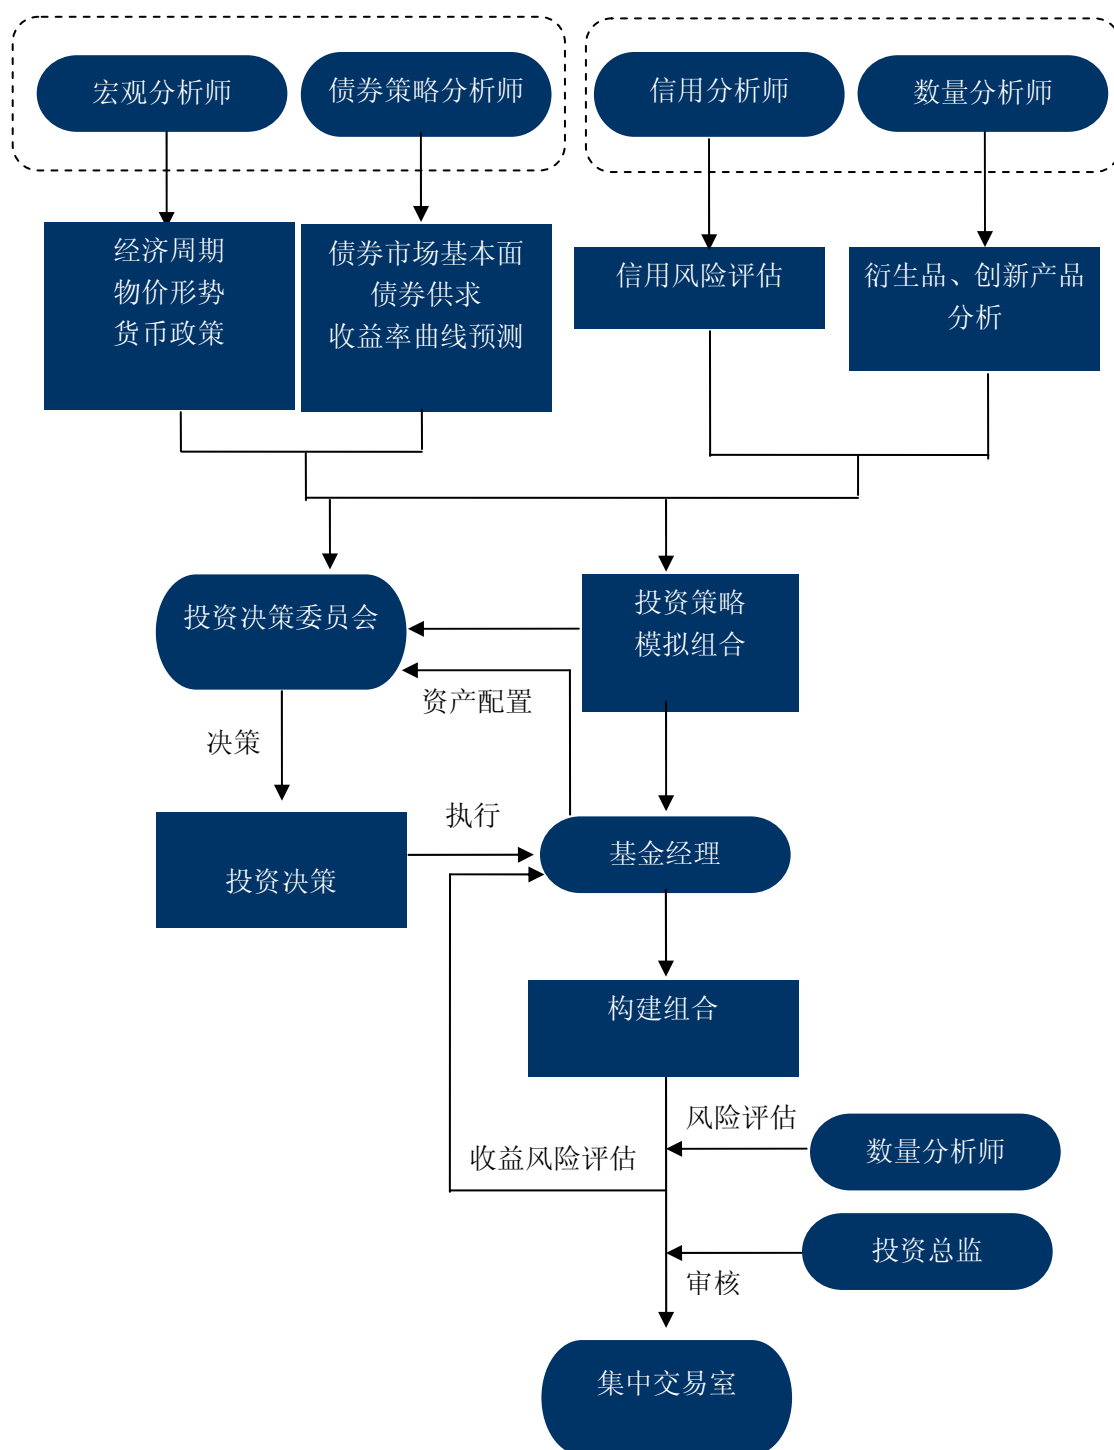 宏观分析师
债券策略分析师
信用分析师
数量分析师
经济周期
物价形势
货币政策
债券市场基本面
债券供求
收益率曲线预测
信用风险评估
衍生品、创新产品
分析
投资决策委员会
投资策略
模拟组合
资产配置
决策
执行
投资决策
基金经理
构建组合
风险评估
数量分析师
收益风险评估
投资总监
审核
集中交易室